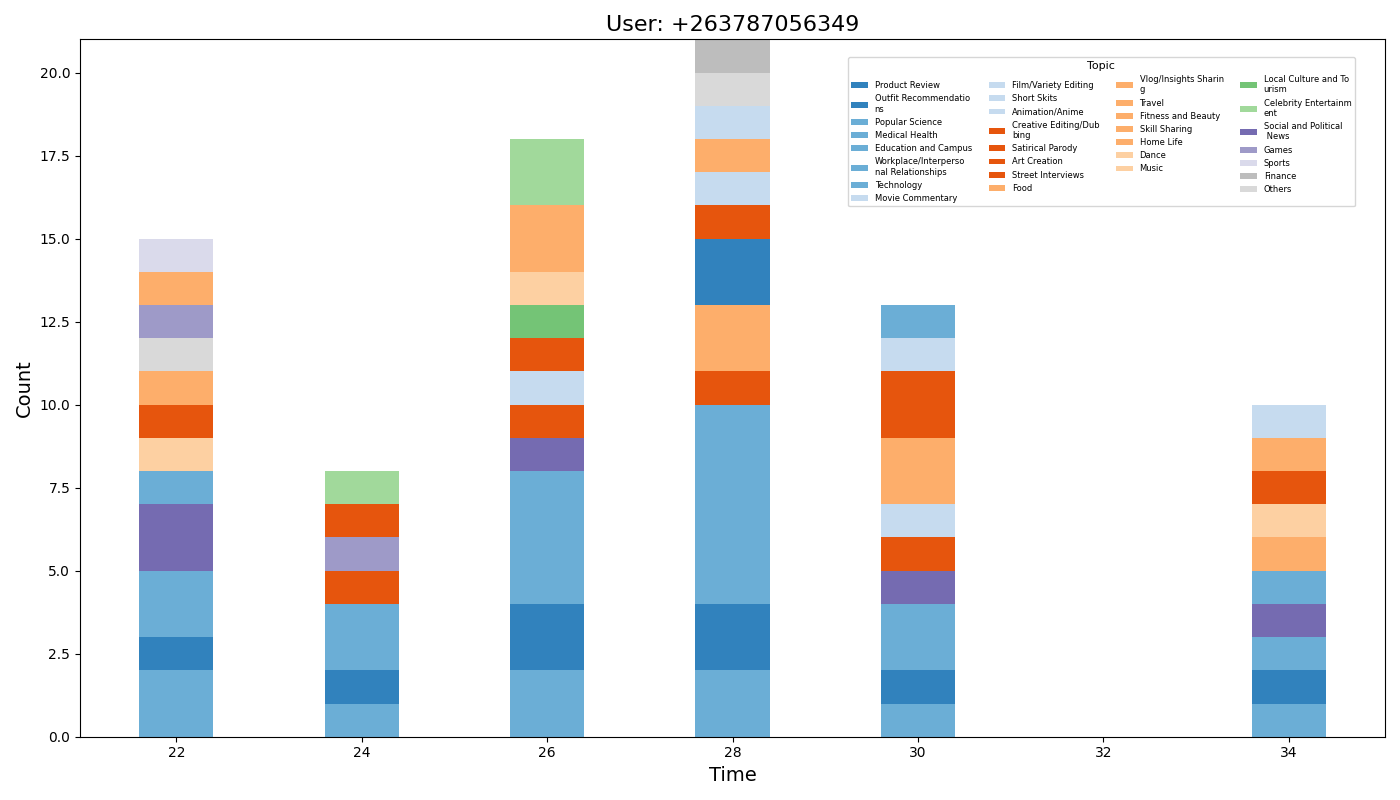 User: +263787056349
Topic
Product Review
Outfit Recommendatio
ns
Popular Science
Medical Health
Education and Campus
Workplace/Interperso
nal Relationships
Technology
Movie Commentary
Film/Variety Editing
Short Skits
Animation/Anime
Creative Editing/Dub
bing
Satirical Parody
Art Creation
Street Interviews
Food
Vlog/Insights Sharin
g
Travel
Fitness and Beauty
Skill Sharing
Home Life
Dance
Music
Local Culture and To
urism
Celebrity Entertainm
ent
Social and Political
News
Games
Sports
Finance
Others
Count
20.0
17.5
15.0
12.5
10.0
7.5
5.0
2.5
0.0
22
24
26
28
30
32
34
Time